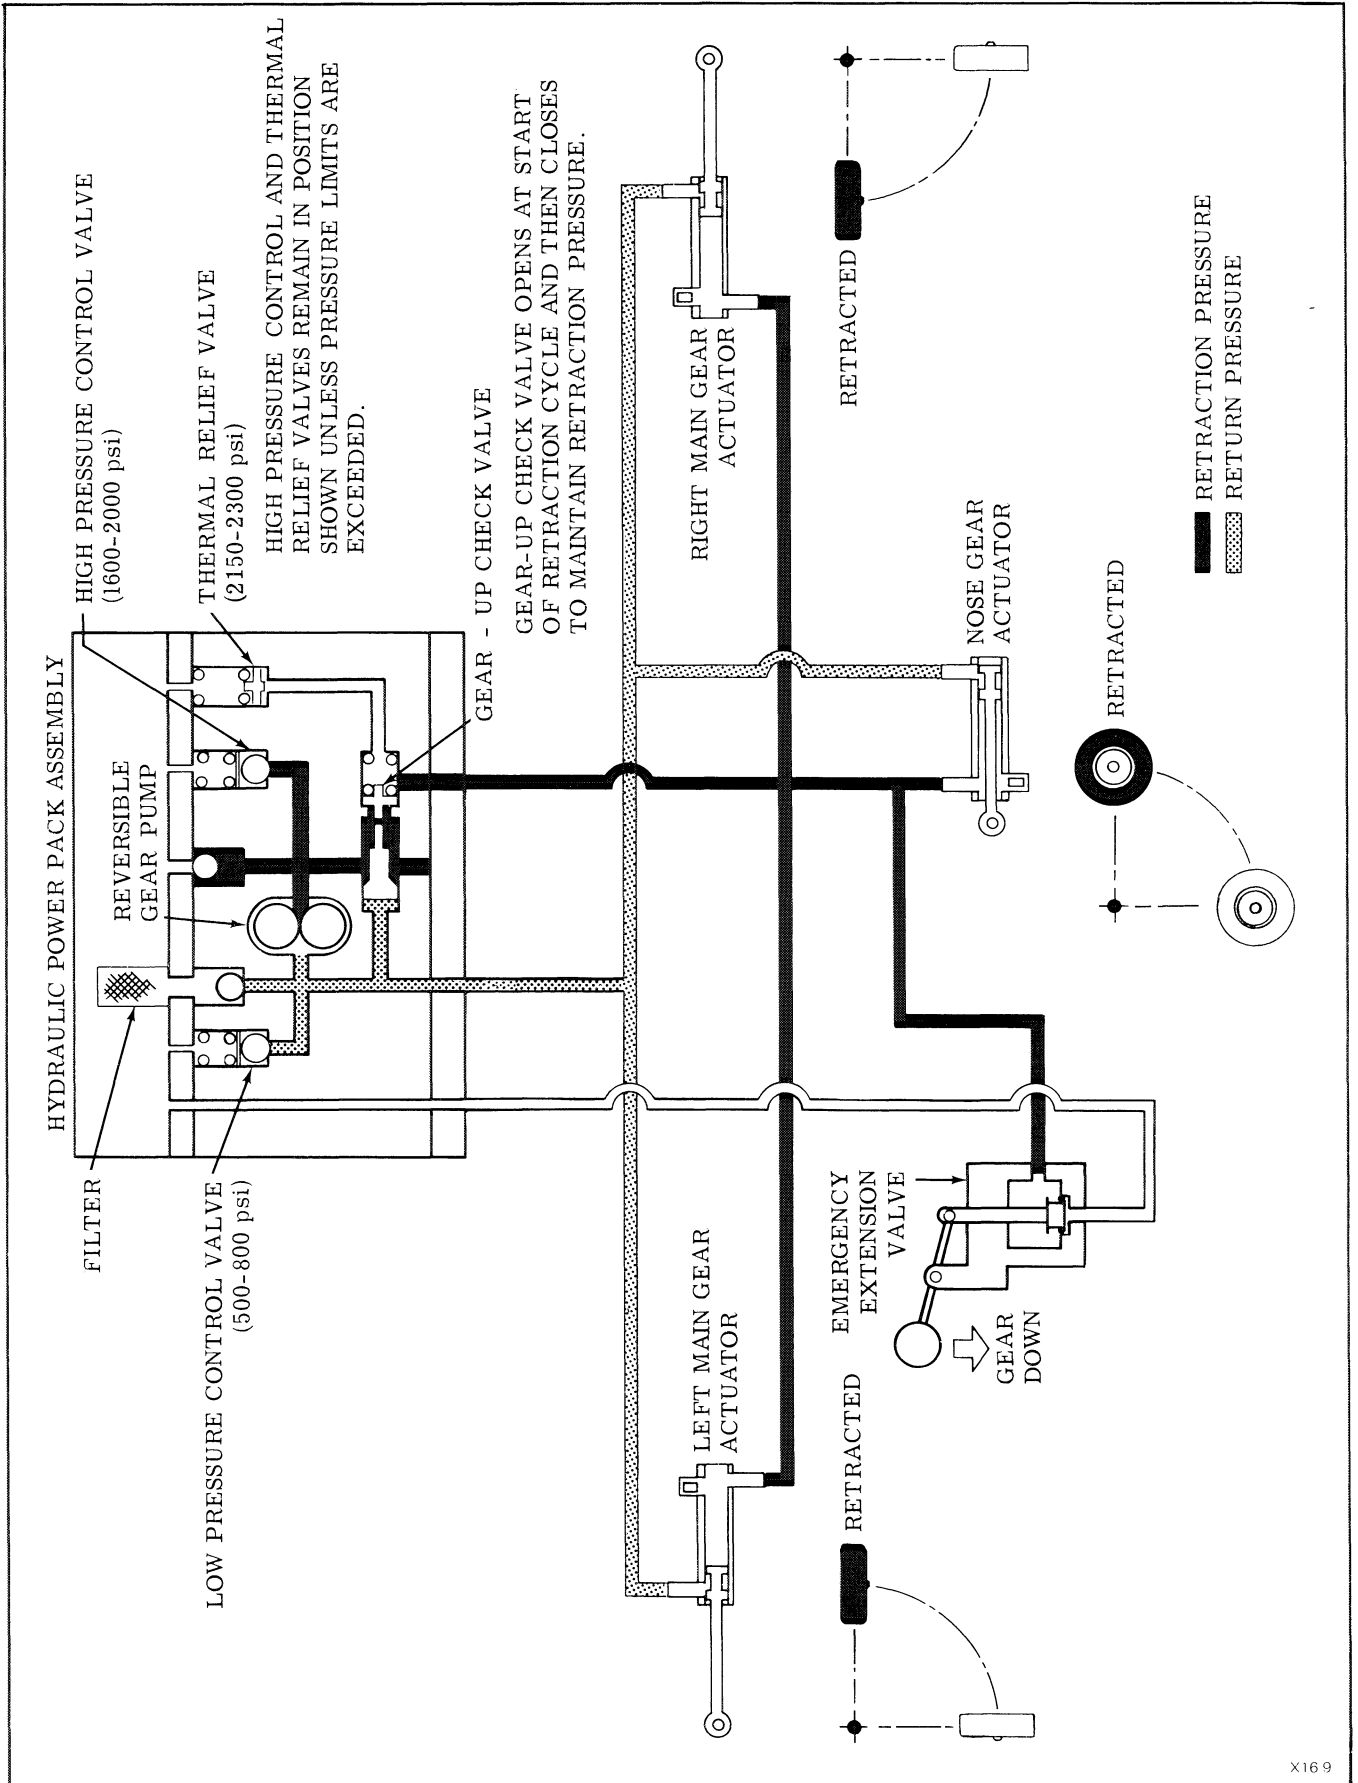 HYDRAULIC POWER PACK ASSEMBLY
FILTER
LOW PRESSURE CONTROL VALVE
(500-800 psi)
REVERSIBLE
GEAR PUMP
HIGH PRESSURE CONTROL VALVE
(1600-2000 psi)
THERMAL RELIEF VALVE
(2150-2300 psi)
HIGH PRESSURE CONTROL AND THERMAL
RELIEF VALVES REMAIN IN POSITION
SHOWN UNLESS PRESSURE LIMITS ARE
EXCEEDED.
GEAR - UP CHECK VALVE
GEAR-UP CHECK VALVE OPENS AT START
OF RETRACTION CYCLE AND THEN CLOSES
TO MAINTAIN RETRACTION PRESSURE.
LEFT MAIN GEAR
ACTUATOR
RIGHT MAIN GEAR
ACTUATOR
RETRACTED
EMERGENCY
EXTENSION
VALVE
GEAR
DOWN
NOSE GEAR
ACTUATOR
RETRACTED
RETRACTED
RETRACTION PRESSURE
RETURN PRESSURE
X169